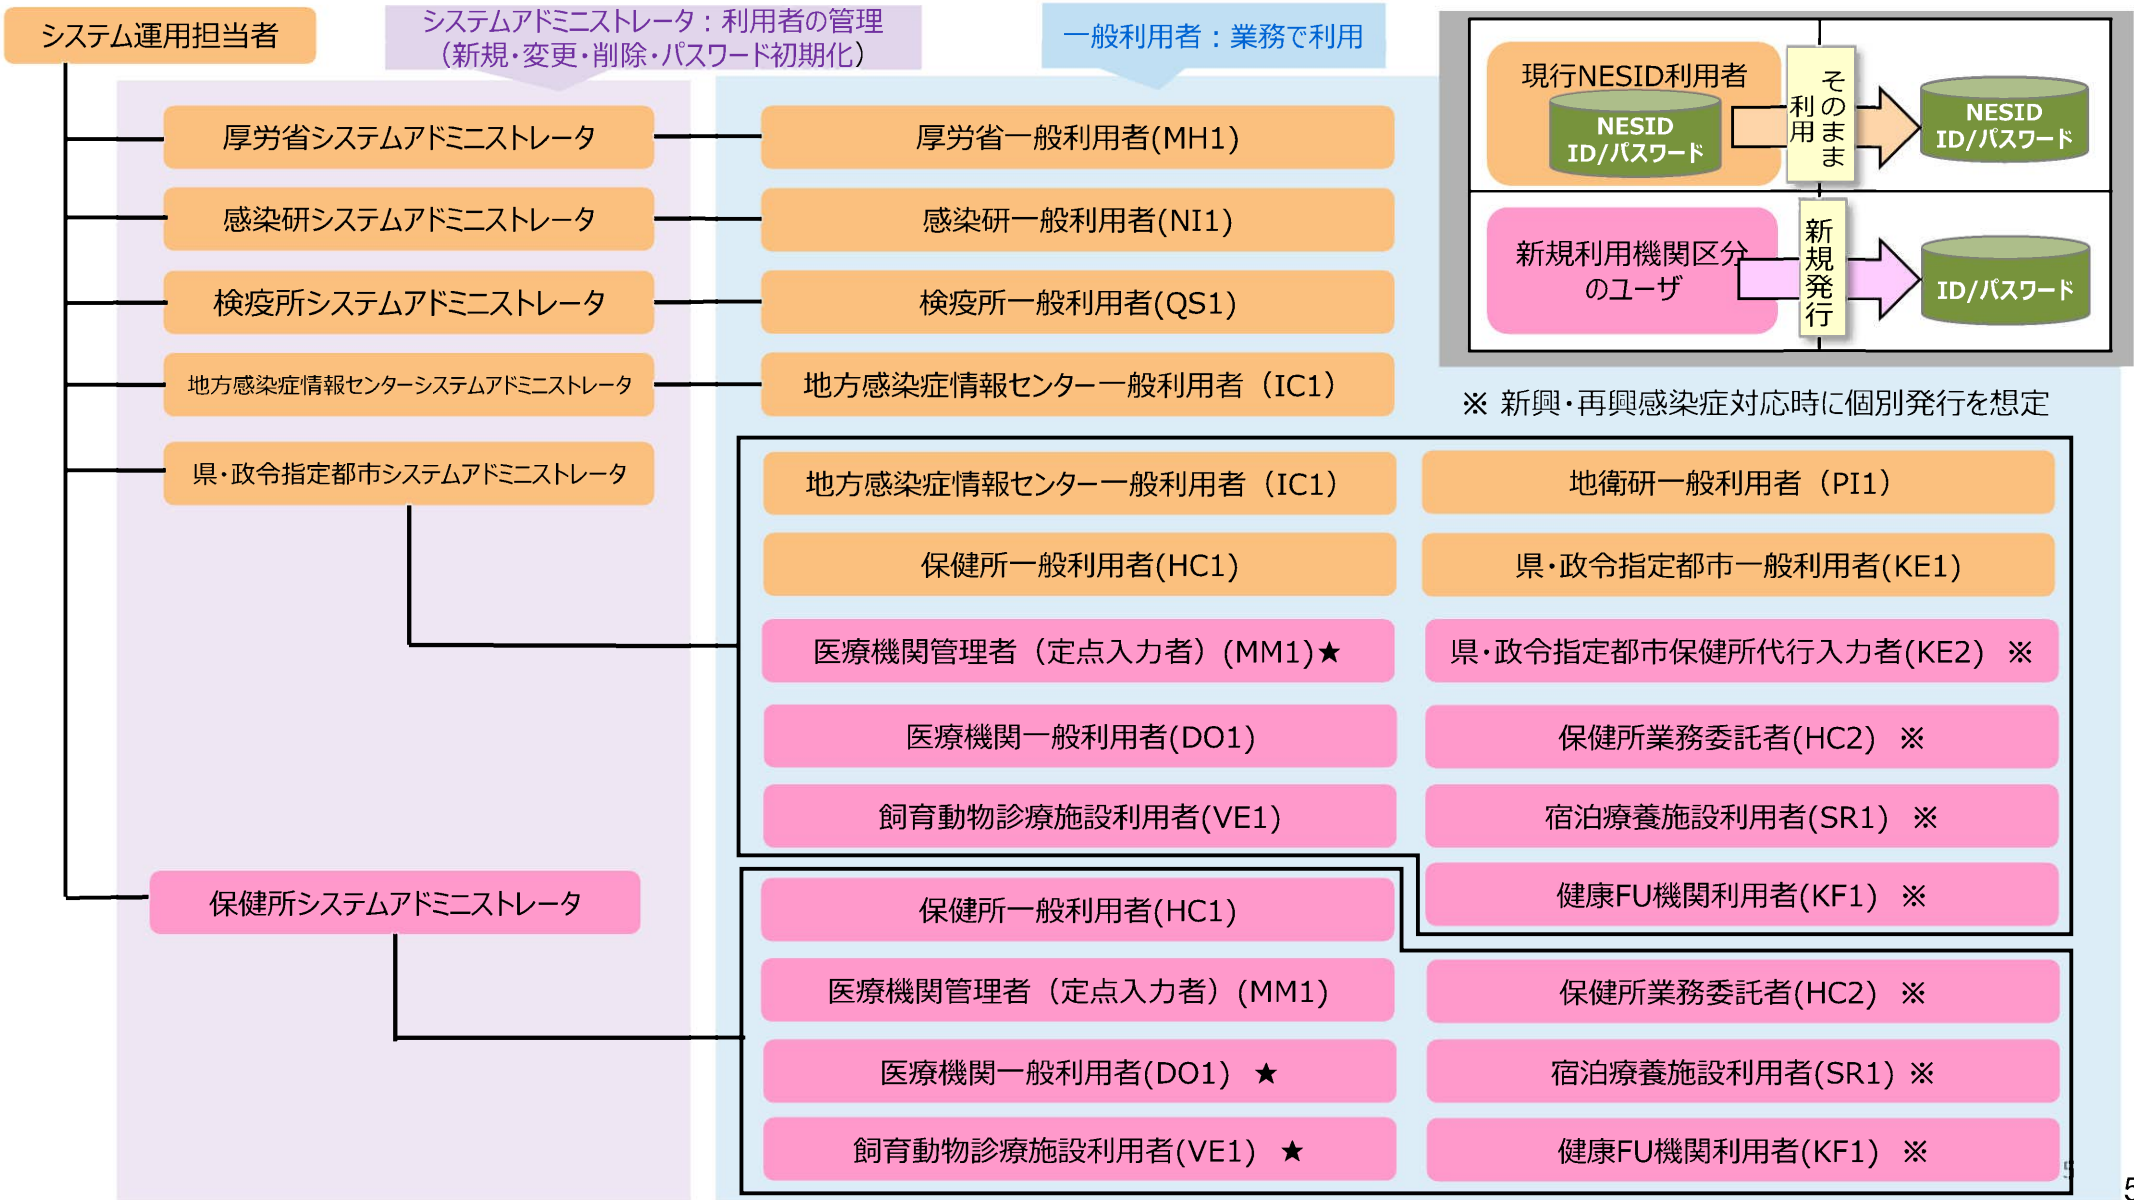 システム運用担当者
システムアドミニストレータ：利用者の管理
（新規・変更・削除・パスワード初期化）
一般利用者：業務で利用
厚労省システムアドミニストレータ
厚労省一般利用者(MH1)
感染研システムアドミニストレータ
感染研一般利用者(NI1)
検疫所システムアドミニストレータ
検疫所一般利用者(QS1)
地方感染症情報センターシステムアドミニストレータ
地方感染症情報センター一般利用者（IC1）
県・政令指定都市システムアドミニストレータ
現行NESID利用者
NESID
ID/パスワード
そのまま
利用
NESID
ID/パスワード
新規利用機関区分
のユーザ
新規発行
ID/パスワード
※ 新興・再興感染症対応時に個別発行を想定
地方感染症情報センター一般利用者（IC1）
地衛研一般利用者（PI1）
保健所一般利用者(HC1)
県・政令指定都市一般利用者(KE1)
医療機関管理者（定点入力者）(MM1)★
県・政令指定都市保健所代行入力者(KE2) ※
医療機関一般利用者(DO1)
保健所業務委託者(HC2) ※
飼育動物診療施設利用者(VE1)
宿泊療養施設利用者(SR1) ※
健康FU機関利用者(KF1) ※
保健所システムアドミニストレータ
保健所一般利用者(HC1)
医療機関管理者（定点入力者）(MM1)
保健所業務委託者(HC2) ※
医療機関一般利用者(DO1) ★
宿泊療養施設利用者(SR1) ※
飼育動物診療施設利用者(VE1) ★
健康FU機関利用者(KF1) ※
5
5